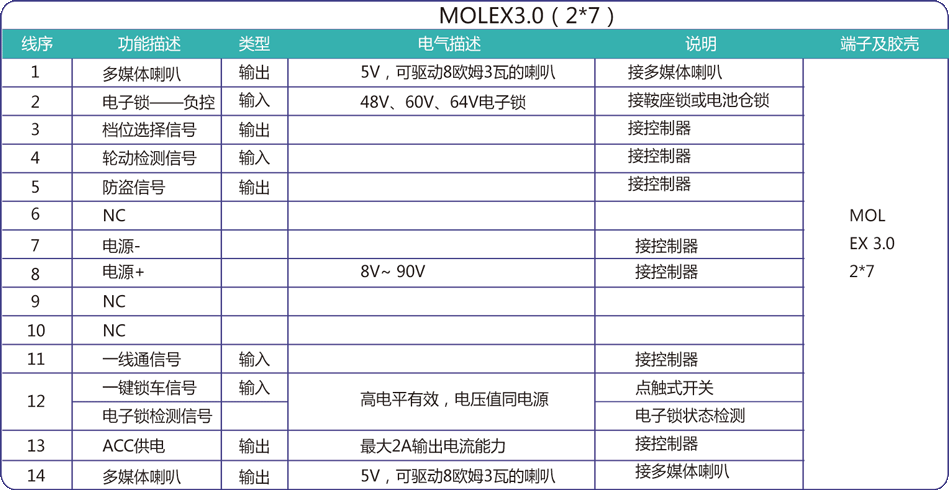 MOLEX3.0（2*7）
线序 功能描述 类型 电气描述 说明 端子及胶壳
1 多媒体喇叭 输出 5V，可驱动8欧姆3瓦的喇叭 接多媒体喇叭
2 电子锁——负控 输入 48V、60V、64V电子锁 接鞍座锁或电池仓锁
3 档位选择信号 输出 接控制器
4 轮动检测信号 输入 接控制器
5 防盗信号 输出 接控制器
6 NC
7 电源- 接控制器
8 电源+ 8V~ 90V 接控制器
9 NC
10 NC
11 一线通信号 输入 接控制器
12 一键锁车信号 输入 高电平有效，电压值同电源 点触式开关
电子锁检测信号 电子锁状态检测
13 ACC供电 输出 最大2A输出电流能力 接控制器
14 多媒体喇叭 输出 5V，可驱动8欧姆3瓦的喇叭 接多媒体喇叭
MOL
EX 3.0
2*7